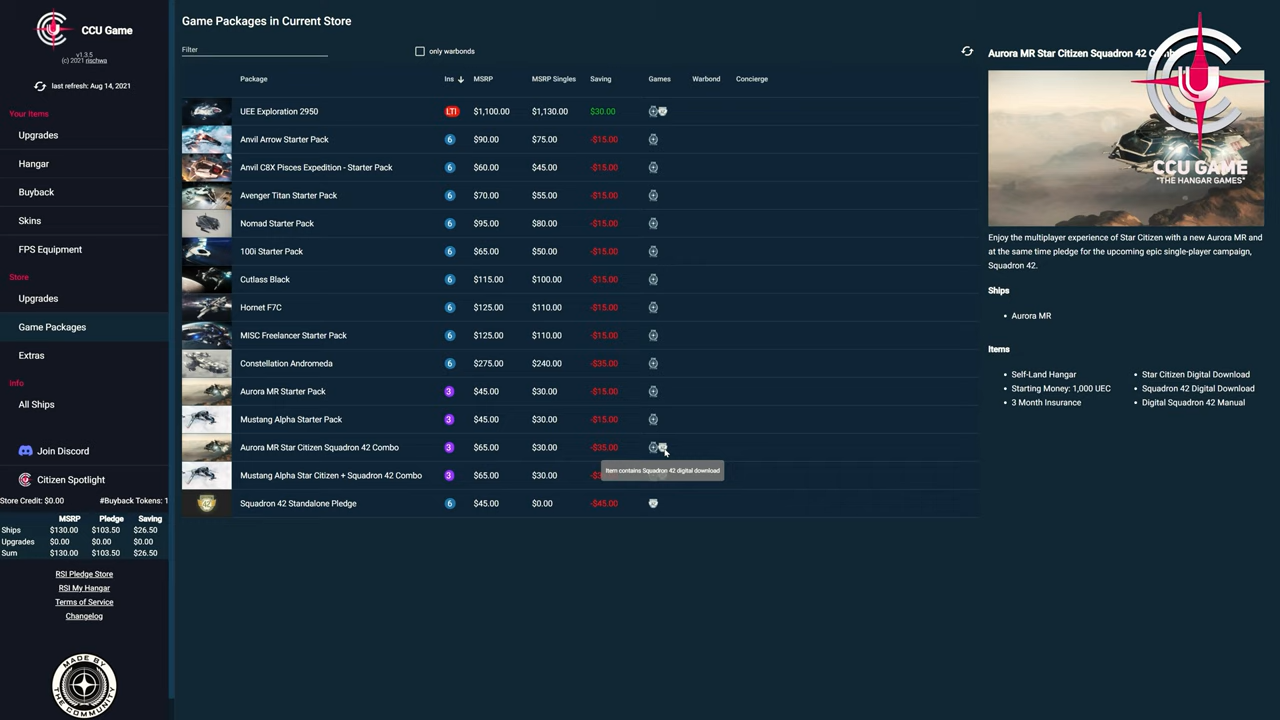 CCU Game
v1.3.5
(c) 2021 rischwa
last refresh: Aug 14, 2021
Your Items
Upgrades
Hangar
Buyback
Skins
FPS Equipment
Store
Upgrades
Game Packages
Extras
Info
All Ships
Join Discord
Citizen Spotlight
Store Credit: $0.00 #Buyback Tokens: 1
MSRP Pledge Saving
Ships $130.00 $103.50 $26.50
Upgrades $0.00 $0.00 $0.00
Sum $130.00 $103.50 $26.50
RSI Pledge Store
RSI My Hangar
Terms of Service
Changelog
MADE BY
THE COMMUNITY
Game Packages in Current Store
Filter
only warbonds
Package Ins MSRP MSRP Singles Saving Games Warbond Concierge
UEE Exploration 2950 LTI $1,100.00 $1,130.00 $30.00
Anvil Arrow Starter Pack 6 $90.00 $75.00 -$15.00
Anvil C8X Pisces Expedition - Starter Pack 6 $60.00 $45.00 -$15.00
Avenger Titan Starter Pack 6 $70.00 $55.00 -$15.00
Nomad Starter Pack 6 $95.00 $80.00 -$15.00
100i Starter Pack 6 $65.00 $50.00 -$15.00
Cutlass Black 6 $115.00 $100.00 -$15.00
Hornet F7C 6 $125.00 $110.00 -$15.00
MISC Freelancer Starter Pack 6 $125.00 $110.00 -$15.00
Constellation Andromeda 6 $275.00 $240.00 -$35.00
Aurora MR Starter Pack 3 $45.00 $30.00 -$15.00
Mustang Alpha Starter Pack 3 $45.00 $30.00 -$15.00
Aurora MR Star Citizen Squadron 42 Combo 3 $65.00 $30.00 -$35.00
Item contains Squadron 42 digital download
Mustang Alpha Star Citizen + Squadron 42 Combo 3 $65.00 $30.00
42 Squadron 42 Standalone Pledge 6 $45.00 $0.00 -$45.00
Aurora MR Star Citizen Squadron 42
CCU GAME
"THE HANGAR GAMES"
Enjoy the multiplayer experience of Star Citizen with a new Aurora MR and
at the same time pledge for the upcoming epic single-player campaign,
Squadron 42.
Ships
Aurora MR
Items
Self-Land Hangar
Starting Money: 1,000 UEC
3 Month Insurance
Star Citizen Digital Download
Squadron 42 Digital Download
Digital Squadron 42 Manual